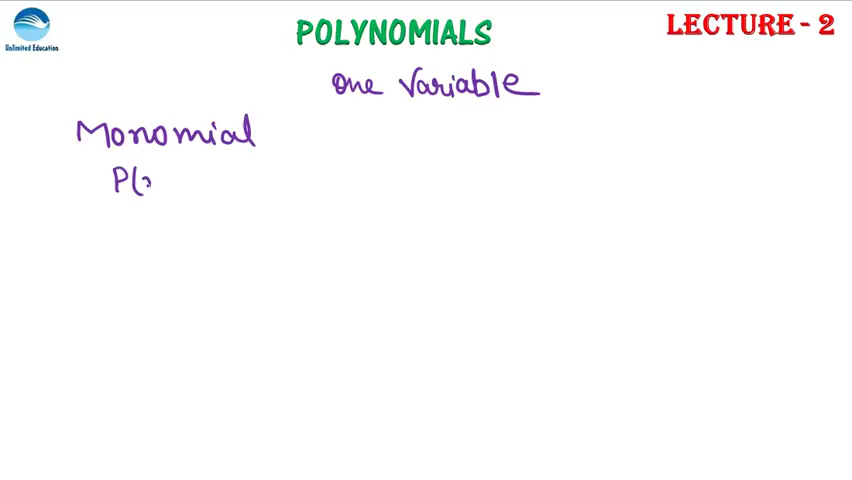 POLYNOMIALS
LECTURE - 2
Unlimited Education
One Variable
Monomial
P(